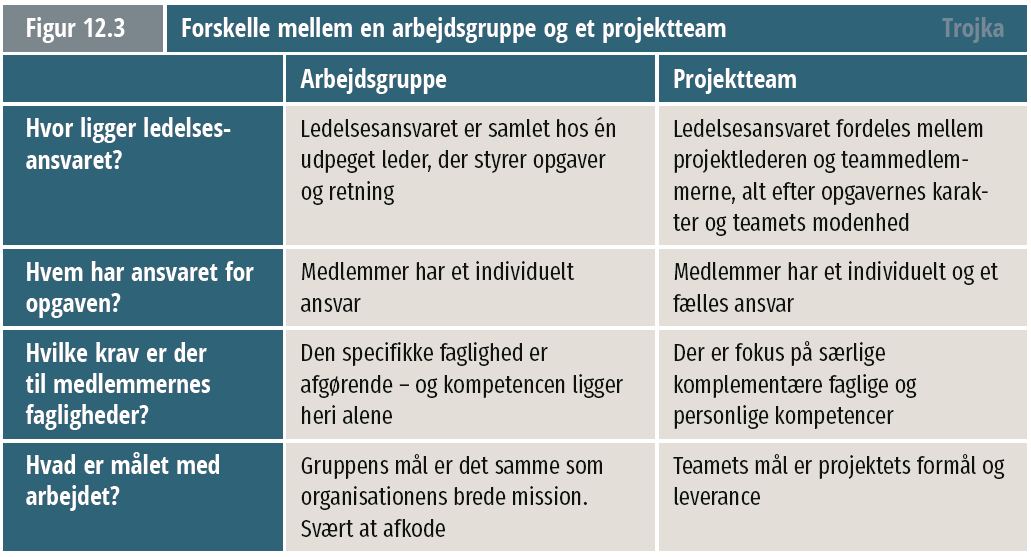 Figur 12.3
Forskelle mellem en arbejdsgruppe og et projektteam
Trojka
Arbejdsgruppe
Projektteam
Hvor ligger ledelses-
ansvaret?
Ledelsesansvaret er samlet hos én
udpeget leder, der styrer opgaver
og retning
Ledelsesansvaret fordeles mellem
projektlederen og teammedlem-
merne, alt efter opgavernes karak-
ter og teamets modenhed
Hvem har ansvaret for
opgaven?
Medlemmer har et individuelt
ansvar
Medlemmer har et individuelt og et
fælles ansvar
Hvilke krav er der
til medlemmernes
fagligheder?
Den specifikke faglighed er
afgørende – og kompetencen ligger
heri alene
Der er fokus på særlige
komplementære faglige og
personlige kompetencer
Hvad er målet med
arbejdet?
Gruppens mål er det samme som
organisationens brede mission.
Svært at afkode
Teamets mål er projektets formål og
leverance